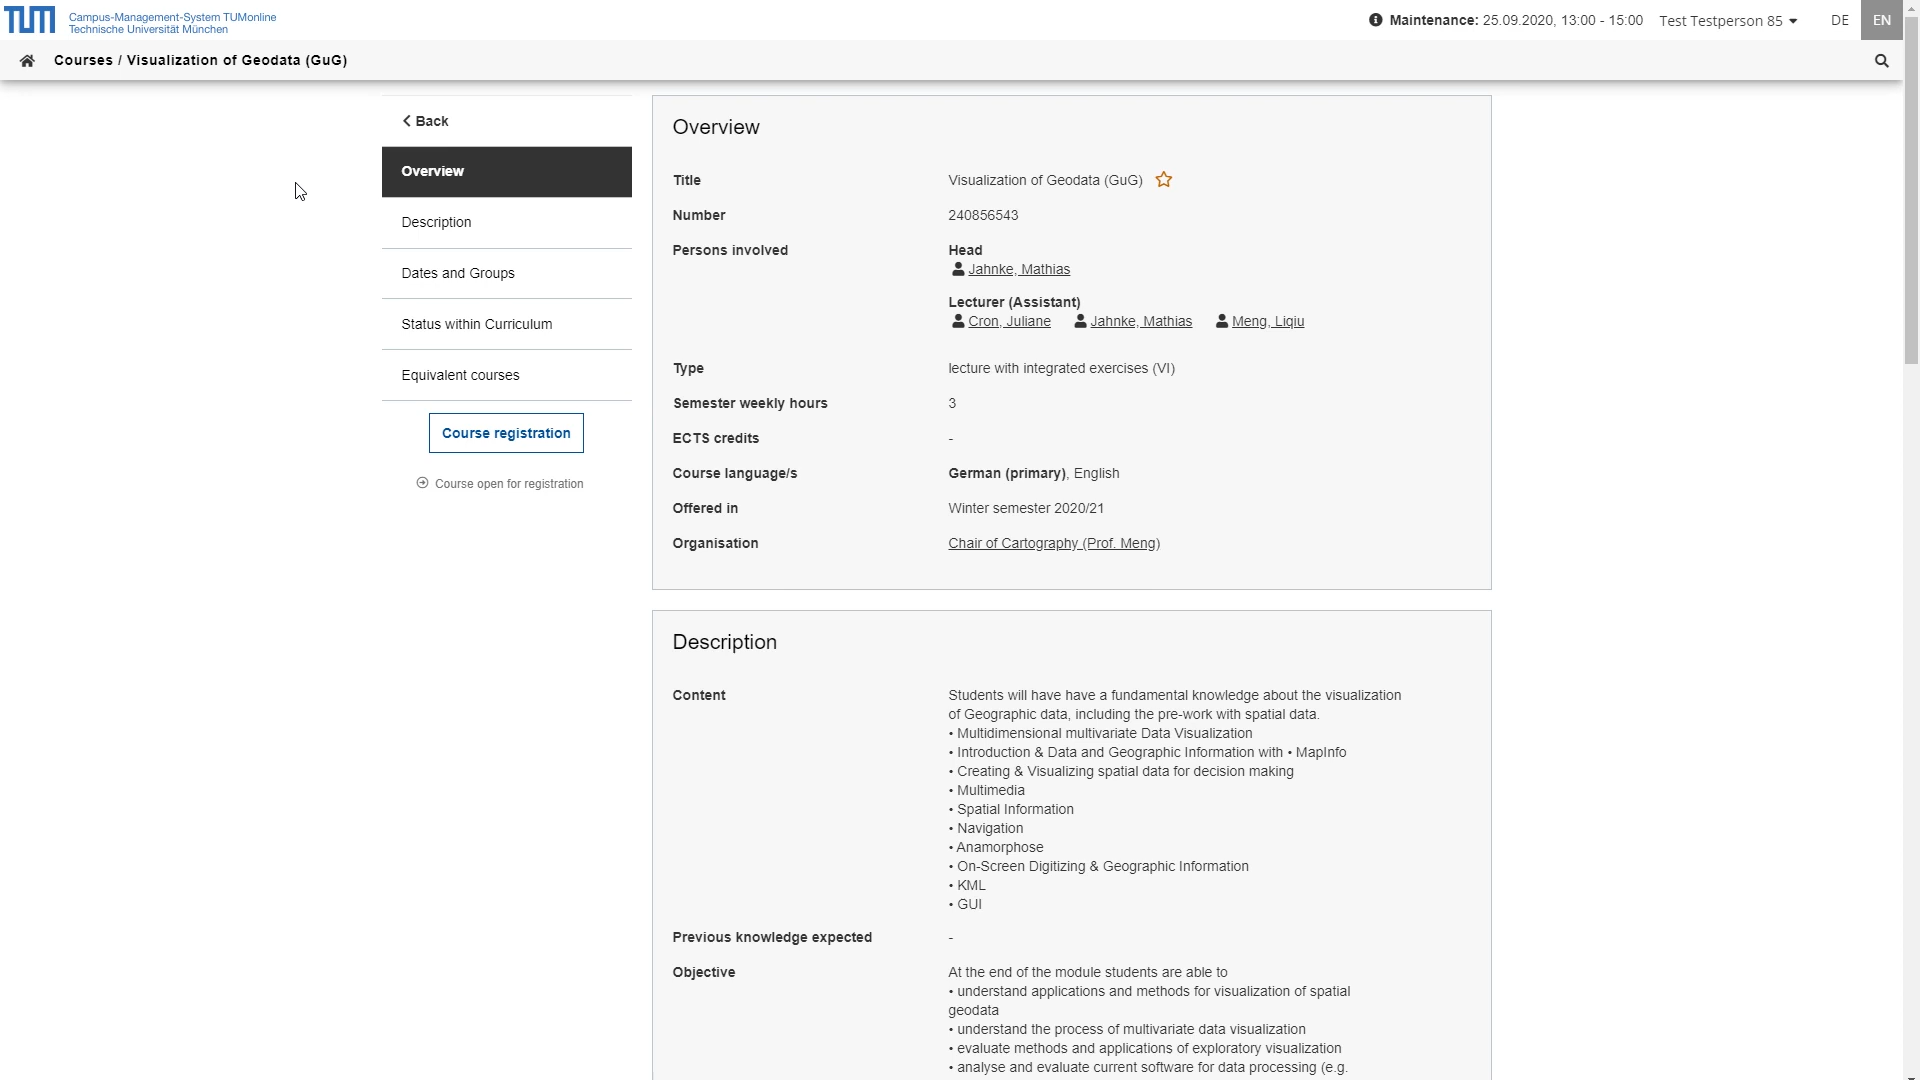 TUM Campus-Management-System TUMonline
Technische Universität München
Maintenance: 25.09.2020, 13:00 - 15:00 Test Testperson 85 DE EN
Courses / Visualization of Geodata (GuG)
Back
Overview
Description
Dates and Groups
Status within Curriculum
Equivalent courses
Course registration
Course open for registration
Overview
Title Visualization of Geodata (GuG)
Number 240856543
Persons involved Head
Jahnke, Mathias
Lecturer (Assistant)
Cron, Juliane Jahnke, Mathias Meng, Liqiu
Type lecture with integrated exercises (VI)
Semester weekly hours 3
ECTS credits -
Course language/s German (primary), English
Offered in Winter semester 2020/21
Organisation Chair of Cartography (Prof. Meng)
Description
Content Students will have have a fundamental knowledge about the visualization
of Geographic data, including the pre-work with spatial data.
• Multidimensional multivariate Data Visualization
• Introduction & Data and Geographic Information with • MapInfo
• Creating & Visualizing spatial data for decision making
• Multimedia
• Spatial Information
• Navigation
• Anamorphose
• On-Screen Digitizing & Geographic Information
• KML
• GUI
Previous knowledge expected -
Objective At the end of the module students are able to
• understand applications and methods for visualization of spatial
geodata
• understand the process of multivariate data visualization
• evaluate methods and applications of exploratory visualization
• analyse and evaluate current software for data processing (e.g.